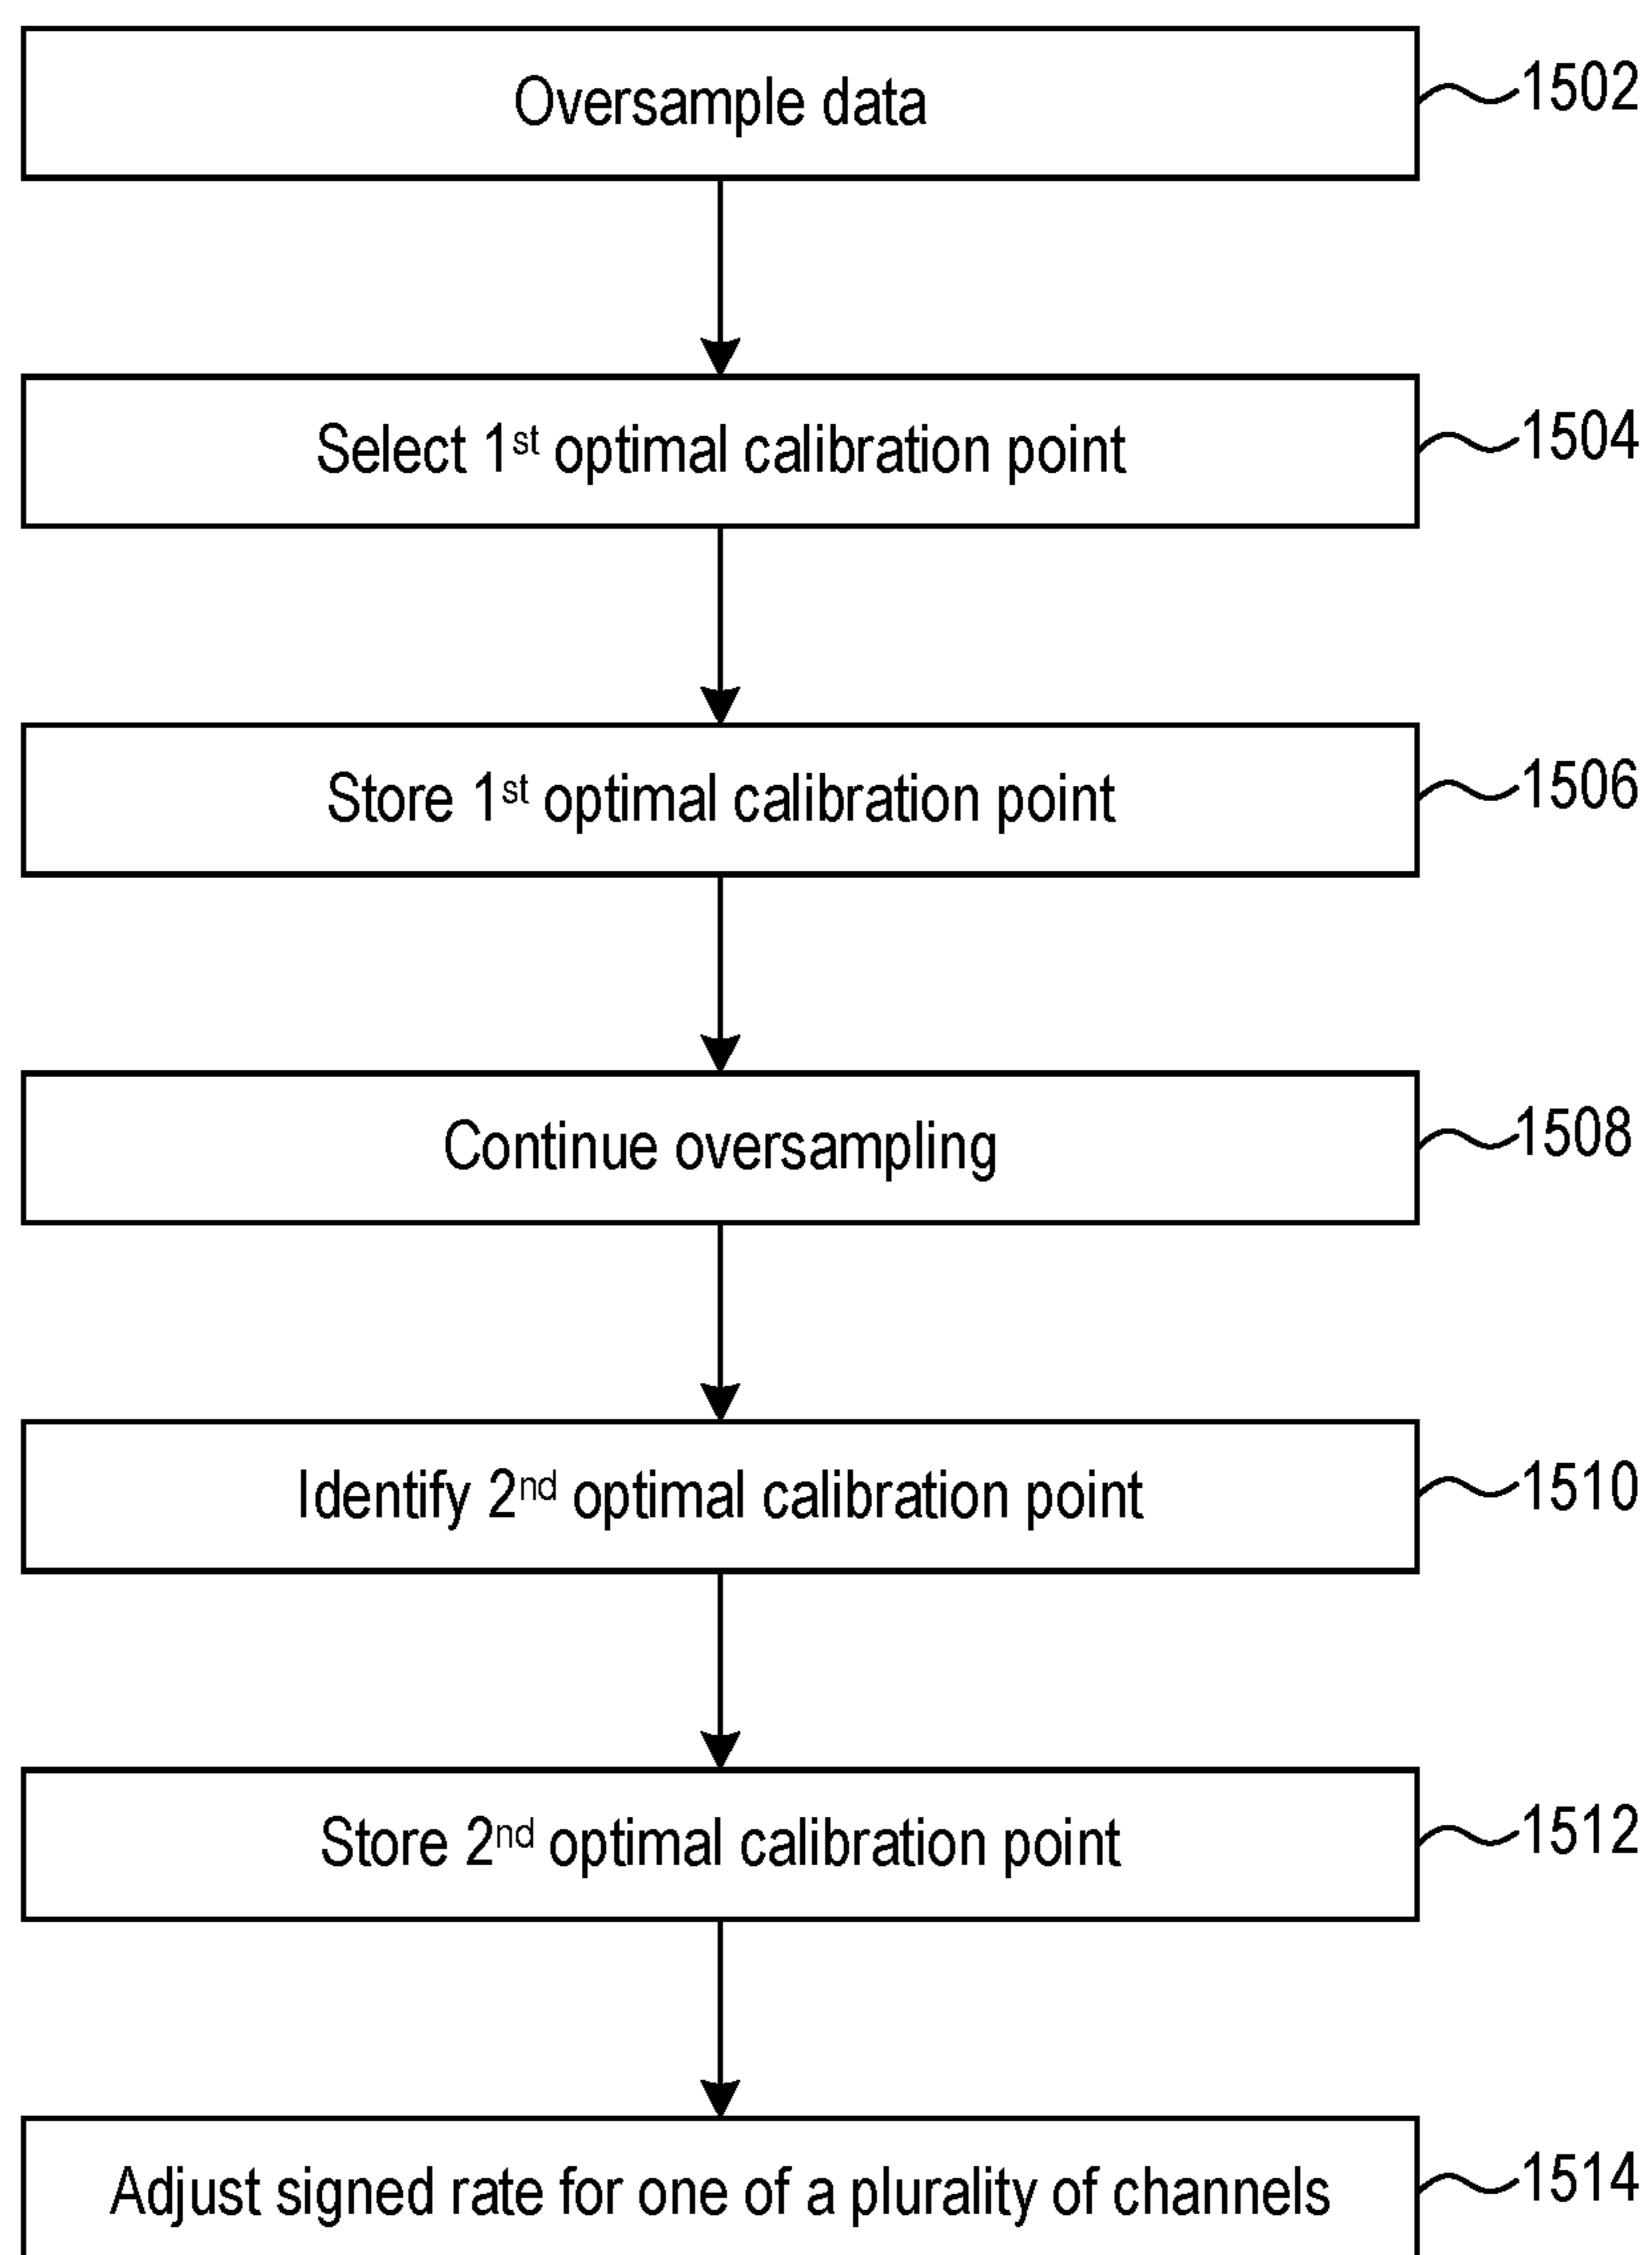 Oversample data 1502
Select 1st optimal calibration point 1504
Store 1st optimal calibration point 1506
Continue oversampling 1508
Identify 2nd optimal calibration point 1510
Store 2nd optimal calibration point 1512
Adjust signed rate for one of a plurality of channels 1514